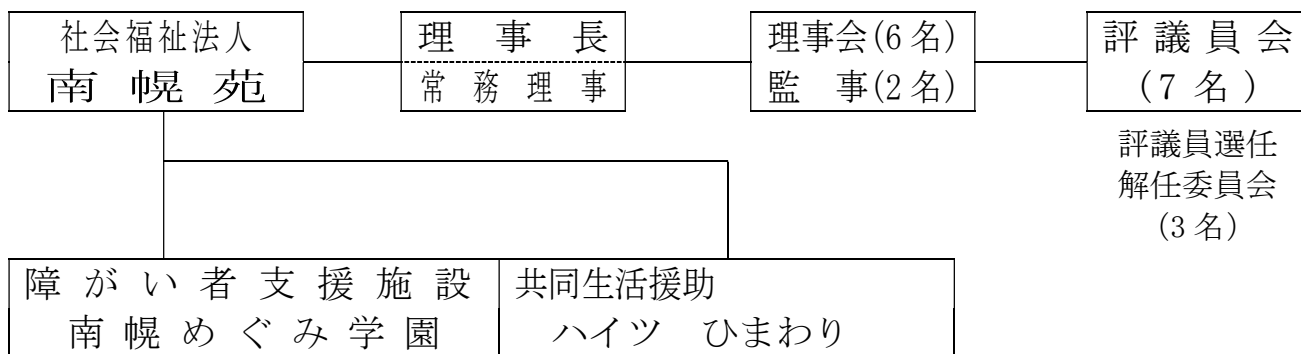 社会福祉法人
南幌苑
理事長
常務理事
理事会(6名)
監事(2名)
評議員会
(7名)
評議員選任
解任委員会
(3名)
障がい者支援施設
南幌めぐみ学園
共同生活援助
ハイツ ひまわり